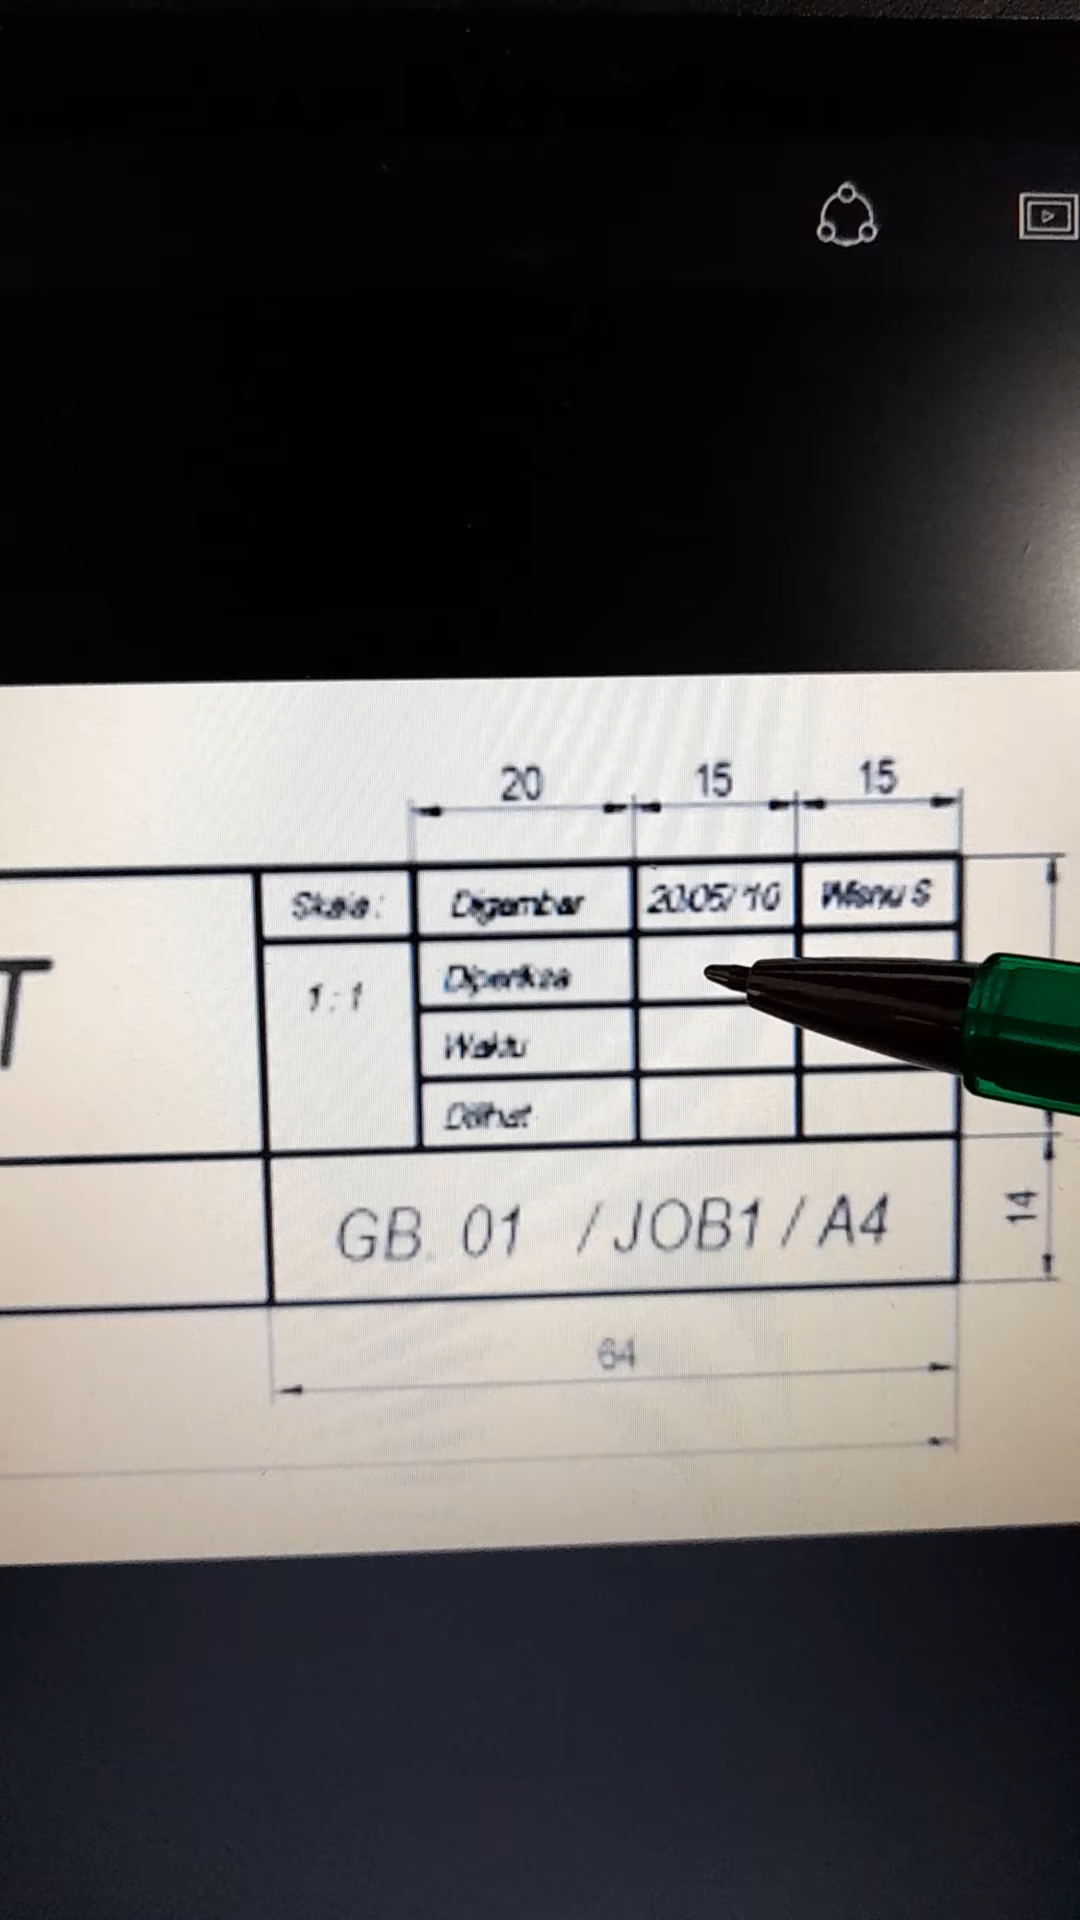 20 15 15
Skala: Digambar 20/05/'10 Wisnu S
T
1 : 1 Diperiksa
Waktu
Dilihat
GB. 01 / JOB1 / A4
14
64